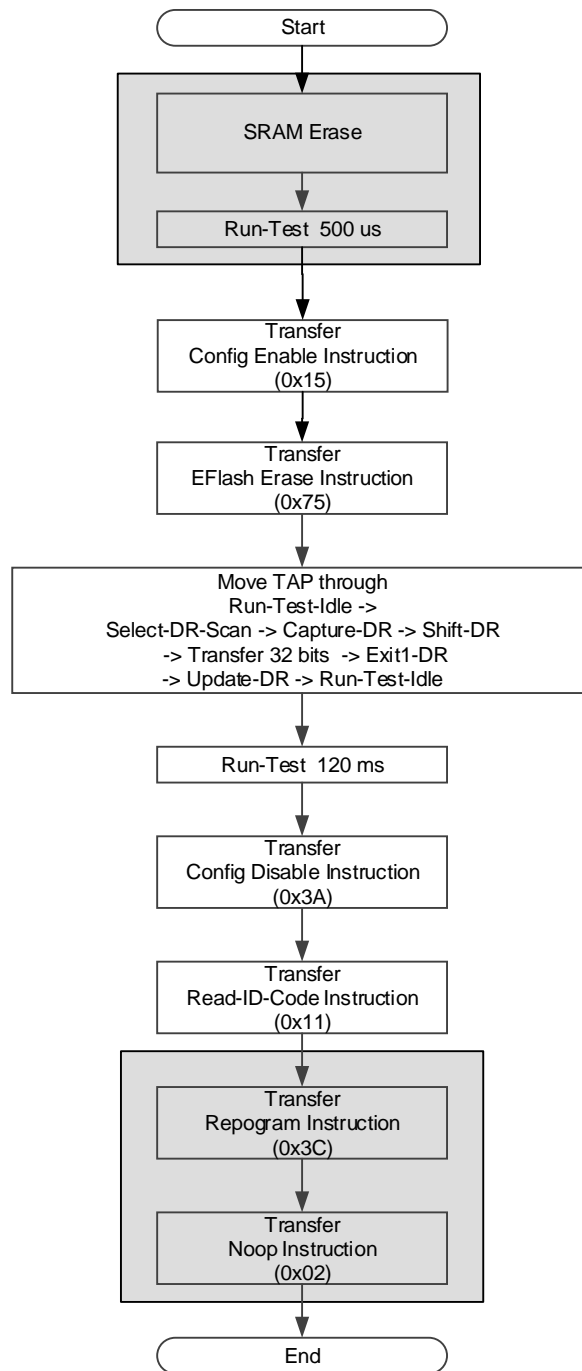 Start
SRAM Erase
Run-Test 500 us
Transfer
Config Enable Instruction
(0x15)
Transfer
EFlash Erase Instruction
(0x75)
Move TAP through
Run-Test-Idle ->
Select-DR-Scan -> Capture-DR -> Shift-DR
-> Transfer 32 bits -> Exit1-DR
-> Update-DR -> Run-Test-Idle
Run-Test 120 ms
Transfer
Config Disable Instruction
(0x3A)
Transfer
Read-ID-Code Instruction
(0x11)
Transfer
Repogram Instruction
(0x3C)
Transfer
Noop Instruction
(0x02)
End